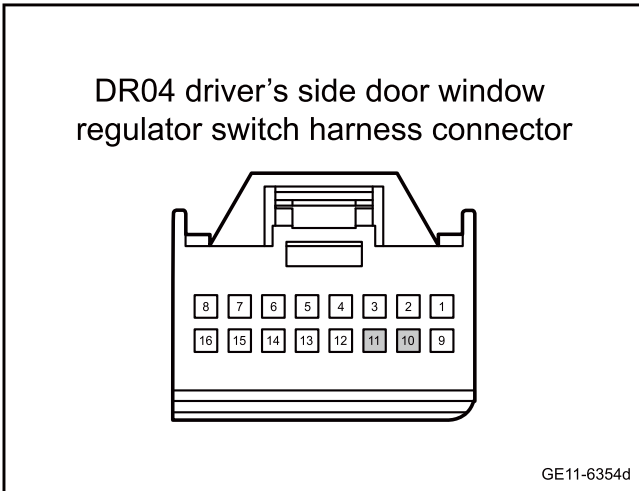 DR04 driver's side door window
regulator switch harness connector
8 7 6 5 4 3 2 1
16 15 14 13 12 11 10 9
GE11-6354d